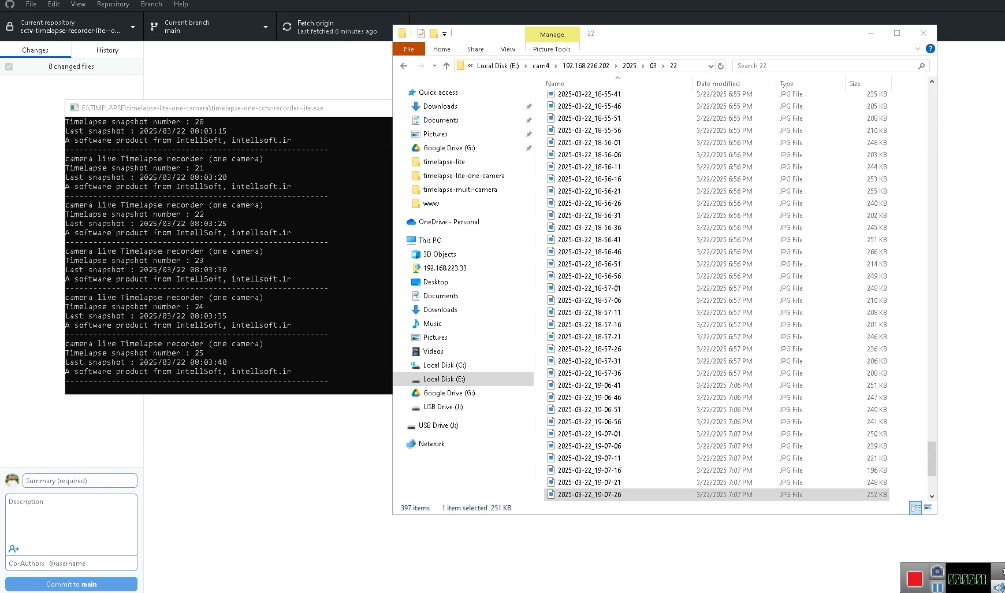 File Edit View Repository Branch Help
Current repository
cctv-timelapse-recorder-lite--o...
Current branch
main
Fetch origin
Last fetched 6 minutes ago
Changes
History
0 changed files
E:\TIMELAPSE\timelapse-lite-one-camera\timelapse-one-cctv-recorder-lite.exe
Timelapse snapshot number : 20
Last snapshot : 2025/03/22 08:03:15
A software product from IntellSoft, intellsoft.ir
camera live Timelapse recorder (one camera)
Timelapse snapshot number : 21
Last snapshot : 2025/03/22 08:03:20
A software product from IntellSoft, intellsoft.ir
camera live Timelapse recorder (one camera)
Timelapse snapshot number : 22
Last snapshot : 2025/03/22 08:03:25
A software product from IntellSoft, intellsoft.ir
camera live Timelapse recorder (one camera)
Timelapse snapshot number : 23
Last snapshot : 2025/03/22 08:03:30
A software product from IntellSoft, intellsoft.ir
camera live Timelapse recorder (one camera)
Timelapse snapshot number : 24
Last snapshot : 2025/03/22 08:03:35
A software product from IntellSoft, intellsoft.ir
camera live Timelapse recorder (one camera)
Timelapse snapshot number : 25
Last snapshot : 2025/03/22 08:03:40
A software product from IntellSoft, intellsoft.ir
Summary (required)
Description
Co-Authors @username
Commit to main
Manage
22
File Home Share View Picture Tools
« Local Disk (E:) › cam4 › 192.168.226.202 › 2025 › 03 › 22
Search 22
Quick access
Downloads
Documents
Pictures
Google Drive (G:)
timelapse-lite
timelapse-lite-one-camera
timelapse-multi-camera
www
OneDrive - Personal
This PC
3D Objects
192.168.223.33
Desktop
Documents
Downloads
Music
Pictures
Videos
Local Disk (C:)
Local Disk (E:)
Google Drive (G:)
USB Drive (I:)
USB Drive (I:)
Network
Name Date modified Type Size
2025-03-22_18-55-41 3/22/2025 6:55 PM JPG File 235 KB
2025-03-22_18-55-46 3/22/2025 6:55 PM JPG File 205 KB
2025-03-22_18-55-51 3/22/2025 6:55 PM JPG File 208 KB
2025-03-22_18-55-56 3/22/2025 6:55 PM JPG File 210 KB
2025-03-22_18-56-01 3/22/2025 6:56 PM JPG File 248 KB
2025-03-22_18-56-06 3/22/2025 6:56 PM JPG File 203 KB
2025-03-22_18-56-11 3/22/2025 6:56 PM JPG File 244 KB
2025-03-22_18-56-16 3/22/2025 6:56 PM JPG File 253 KB
2025-03-22_18-56-21 3/22/2025 6:56 PM JPG File 255 KB
2025-03-22_18-56-26 3/22/2025 6:56 PM JPG File 240 KB
2025-03-22_18-56-31 3/22/2025 6:56 PM JPG File 202 KB
2025-03-22_18-56-36 3/22/2025 6:56 PM JPG File 245 KB
2025-03-22_18-56-41 3/22/2025 6:56 PM JPG File 251 KB
2025-03-22_18-56-46 3/22/2025 6:56 PM JPG File 266 KB
2025-03-22_18-56-51 3/22/2025 6:56 PM JPG File 214 KB
2025-03-22_18-56-56 3/22/2025 6:56 PM JPG File 249 KB
2025-03-22_18-57-01 3/22/2025 6:57 PM JPG File 248 KB
2025-03-22_18-57-06 3/22/2025 6:57 PM JPG File 210 KB
2025-03-22_18-57-11 3/22/2025 6:57 PM JPG File 208 KB
2025-03-22_18-57-16 3/22/2025 6:57 PM JPG File 201 KB
2025-03-22_18-57-21 3/22/2025 6:57 PM JPG File 246 KB
2025-03-22_18-57-26 3/22/2025 6:57 PM JPG File 236 KB
2025-03-22_18-57-31 3/22/2025 6:57 PM JPG File 206 KB
2025-03-22_18-57-36 3/22/2025 6:57 PM JPG File 208 KB
2025-03-22_19-06-41 3/22/2025 7:06 PM JPG File 251 KB
2025-03-22_19-06-46 3/22/2025 7:06 PM JPG File 247 KB
2025-03-22_19-06-51 3/22/2025 7:06 PM JPG File 240 KB
2025-03-22_19-06-56 3/22/2025 7:06 PM JPG File 241 KB
2025-03-22_19-07-01 3/22/2025 7:07 PM JPG File 250 KB
2025-03-22_19-07-06 3/22/2025 7:07 PM JPG File 239 KB
2025-03-22_19-07-11 3/22/2025 7:07 PM JPG File 221 KB
2025-03-22_19-07-16 3/22/2025 7:07 PM JPG File 196 KB
2025-03-22_19-07-21 3/22/2025 7:07 PM JPG File 248 KB
2025-03-22_19-07-26 3/22/2025 7:07 PM JPG File 252 KB
397 items 1 item selected 251 KB